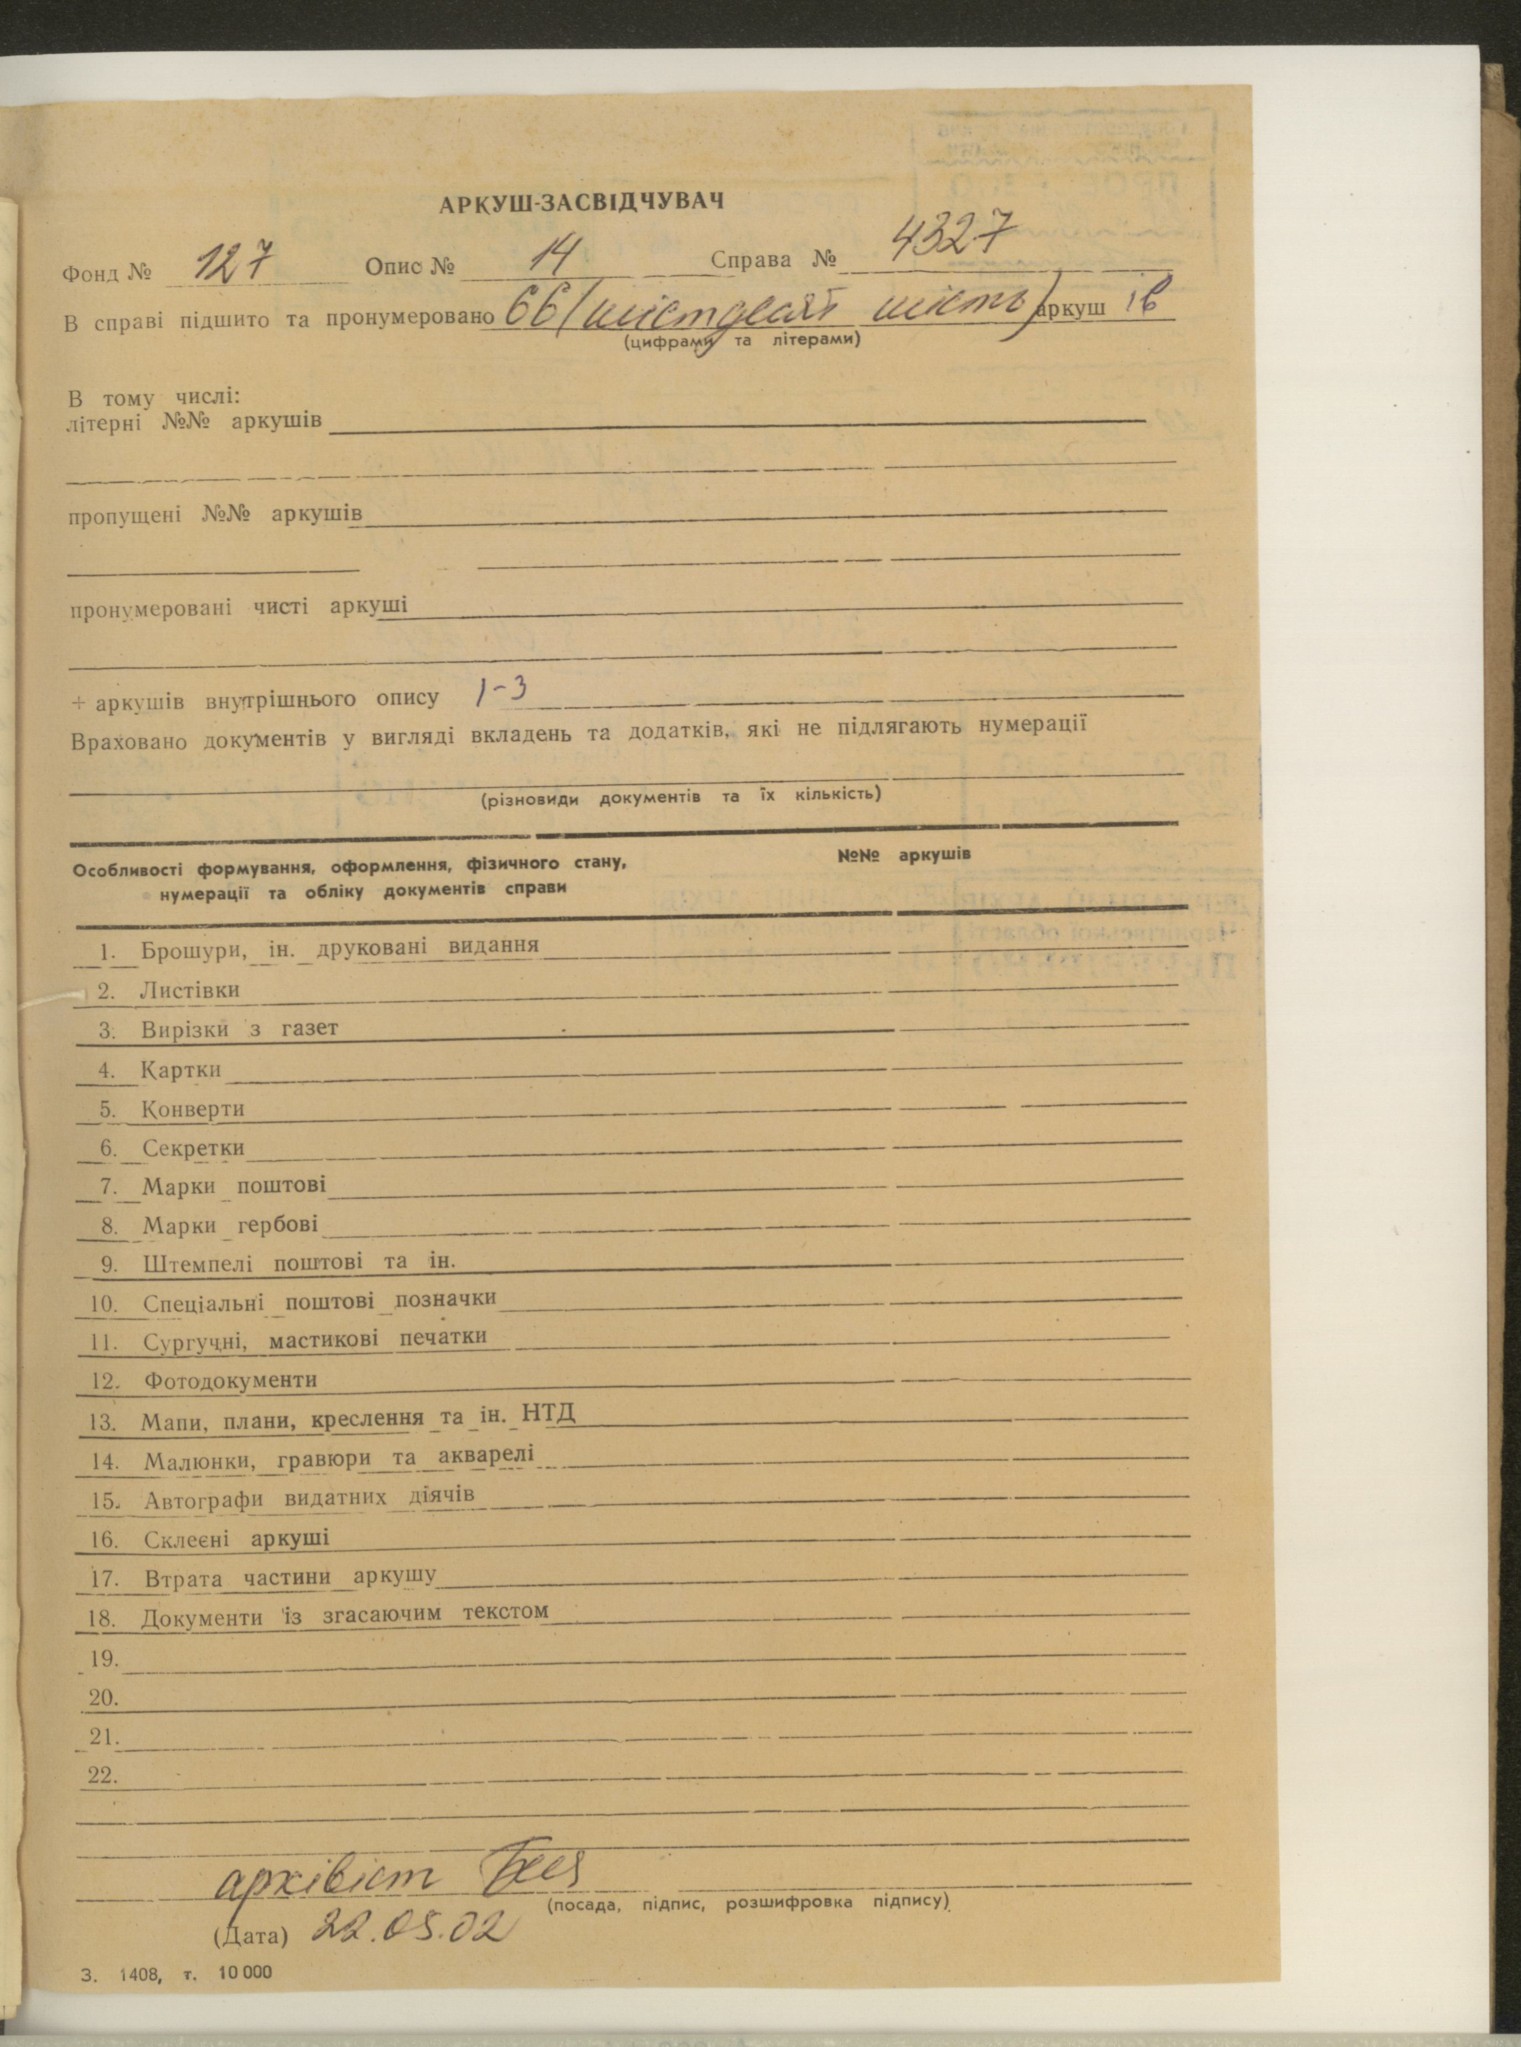 АРКУШ-ЗАСВІДЧУВАЧ
Фонд № 127 Опис № 14 Справа № 4327
В справі підшито та пронумеровано 66 (шістдесят шість) аркуш ів
(цифрами та літерами)
В тому числі:
літерні №№ аркушів
пропущені №№ аркушів
пронумеровані чисті аркуші
+ аркушів внутрішнього опису 1-3
Враховано документів у вигляді вкладень та додатків, які не підлягають нумерації
(різновиди документів та їх кількість)
Особливості формування, оформлення, фізичного стану, №№ аркушів
нумерації та обліку документів справи
1. Брошури, ін. друковані видання
2. Листівки
3. Вирізки з газет
4. Картки
5. Конверти
6. Секретки
7. Марки поштові
8. Марки гербові
9. Штемпелі поштові та ін.
10. Спеціальні поштові позначки
11. Сургучні, мастикові печатки
12. Фотодокументи
13. Мапи, плани, креслення та ін. НТД
14. Малюнки, гравюри та акварелі
15. Автографи видатних діячів
16. Склеєні аркуші
17. Втрата частини аркушу
18. Документи із згасаючим текстом
19.
20.
21.
22.
архівіст
(посада, підпис, розшифровка підпису)
(Дата) 22.05.02
З. 1408, т. 10 000